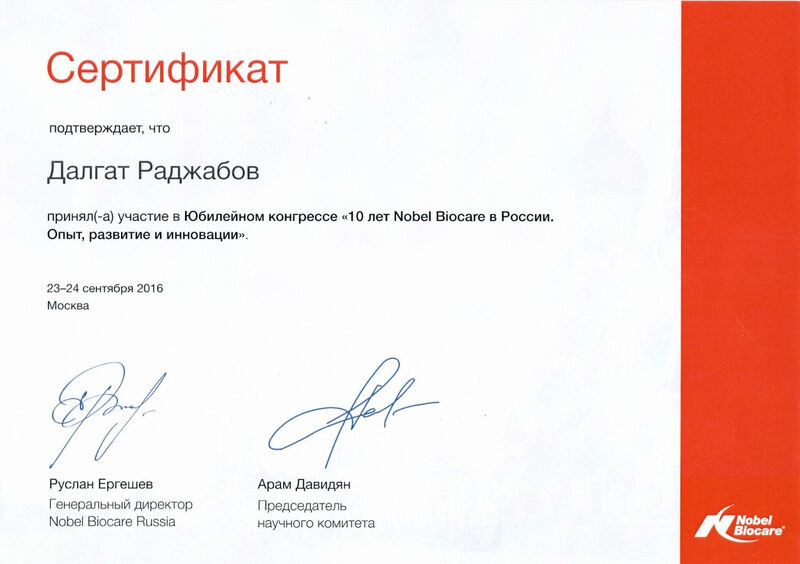 Сертификат
подтверждает, что
Далгат Раджабов
принял(-а) участие в Юбилейном конгрессе «10 лет Nobel Biocare в России.
Опыт, развитие и инновации».
23–24 сентября 2016
Москва
Руслан Ергешев
Генеральный директор
Nobel Biocare Russia
Арам Давидян
Председатель
научного комитета
Nobel
Biocare®